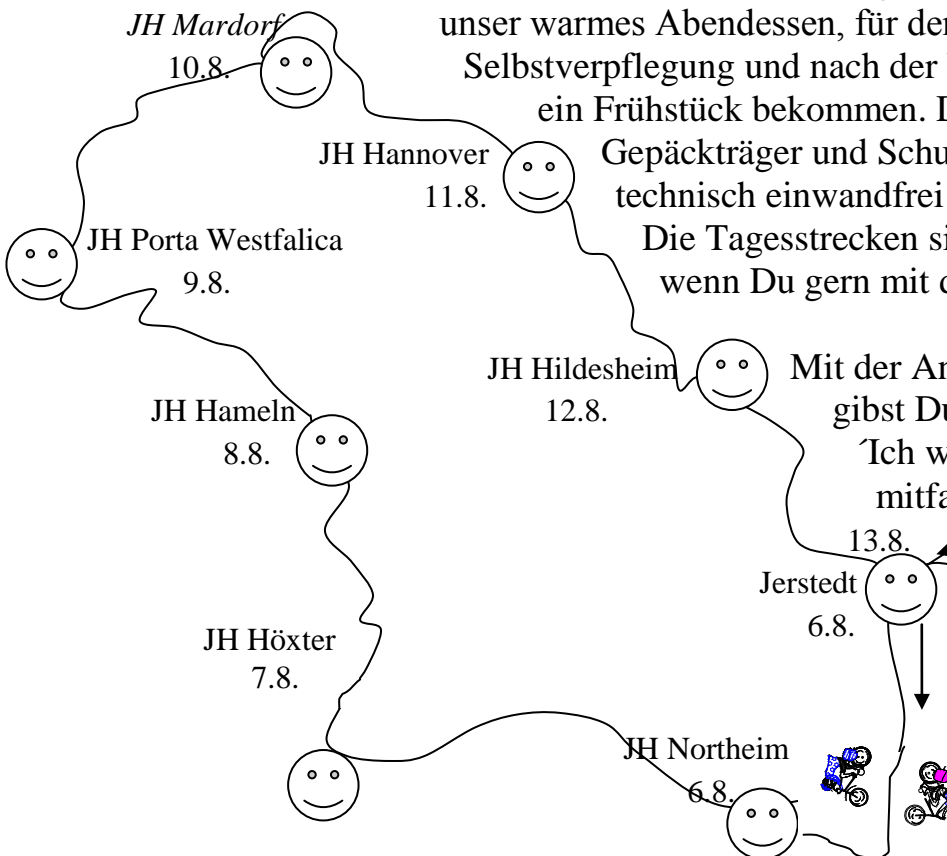 JH Mardorf
10.8.
unser warmes Abendessen, für
Selbstverpflegung und nach der
ein Frühstück bekommen.
JH Hannover
11.8.
Gepäckträger und Schu
technisch einwandfrei
Die Tagesstrecken si
wenn Du gern mit
JH Porta Westfalica
9.8.
JH Hildesheim
12.8.
Mit der
gibst Du
´Ich w
mitfa
JH Hameln
8.8.
13.8.
Jerstedt
6.8.
JH Höxter
7.8.
JH Northeim
6.8.